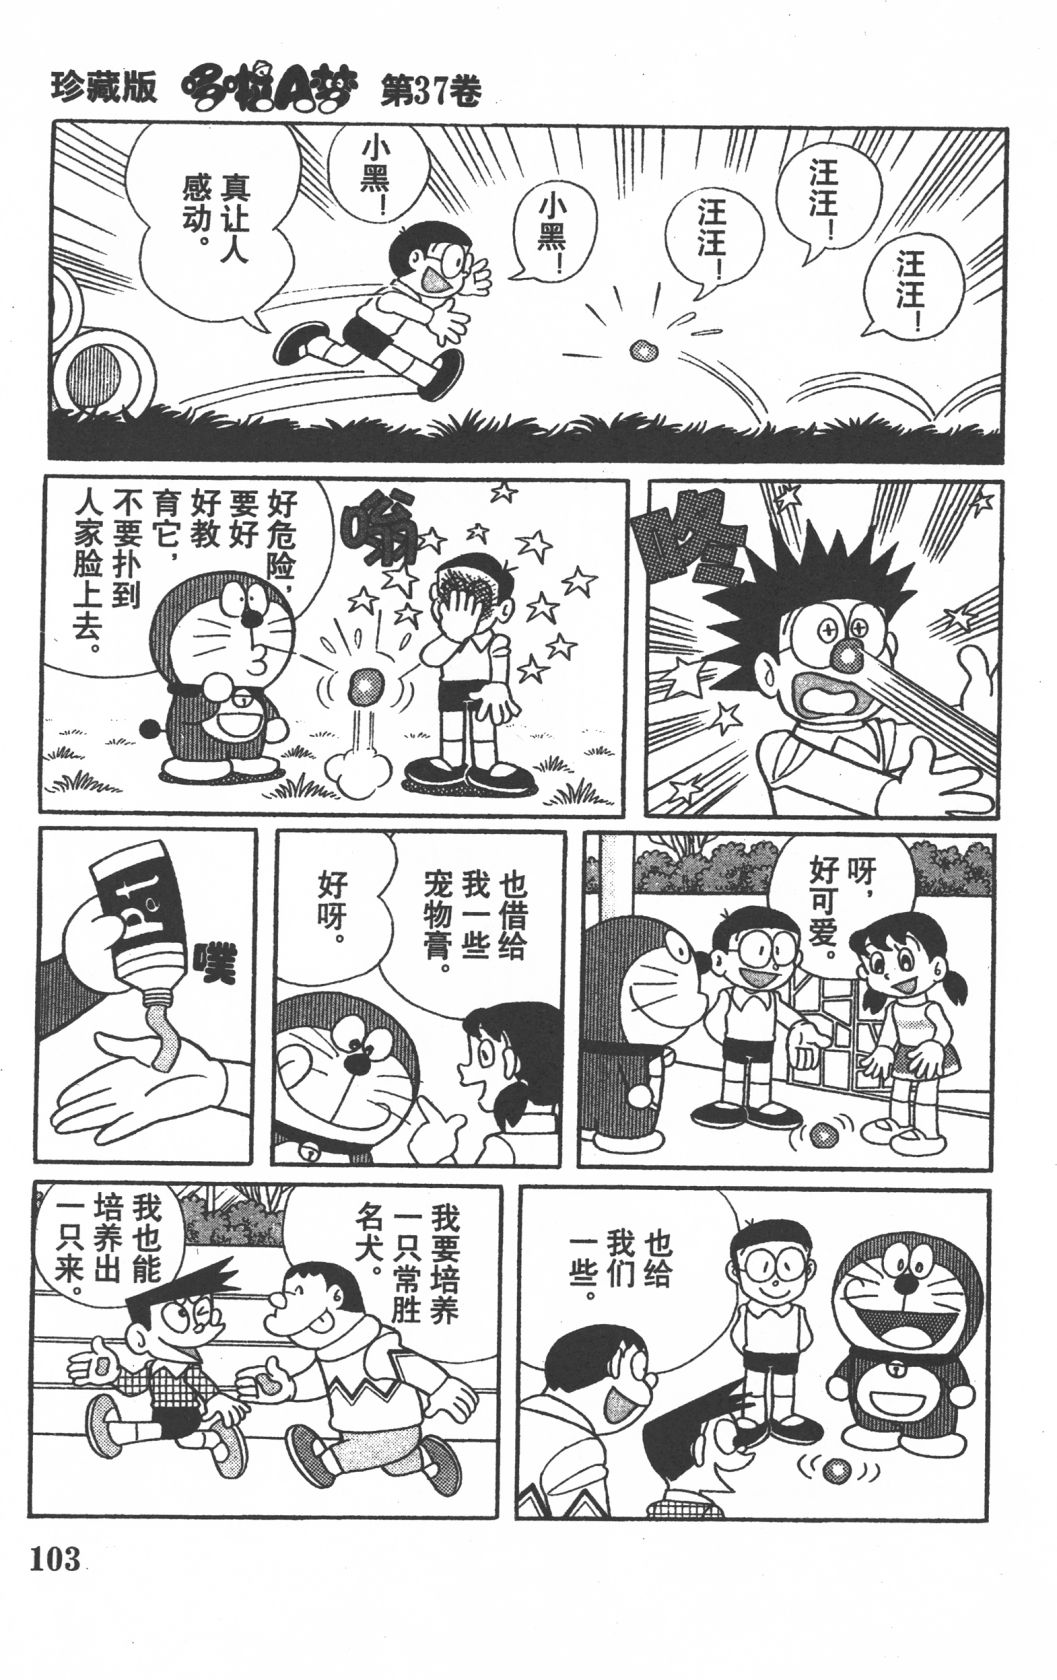 珍藏版 哆啦A梦 第37卷
汪汪！
汪汪！
汪汪！
小黑！
小黑！
真让人
感动。
咚
嗡
好危险，
要好
好教
育它，
不要扑到
人家脸上去。
呀，
好可爱。
也借给
我一些
宠物膏。
好呀。
Pet
噗
也给
我们
一些。
我要培养
一只常胜
名犬。
我也能
培养出
一只来。
103